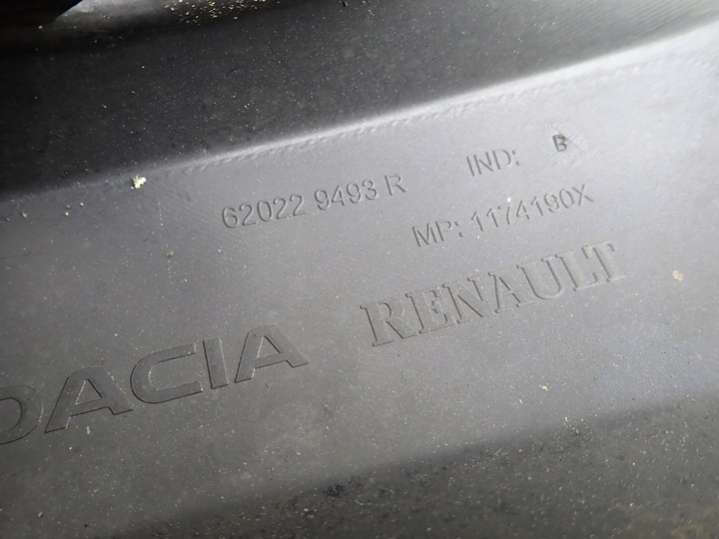 62022 9493 R IND: B
MP: 1174190X
DACIA RENAULT